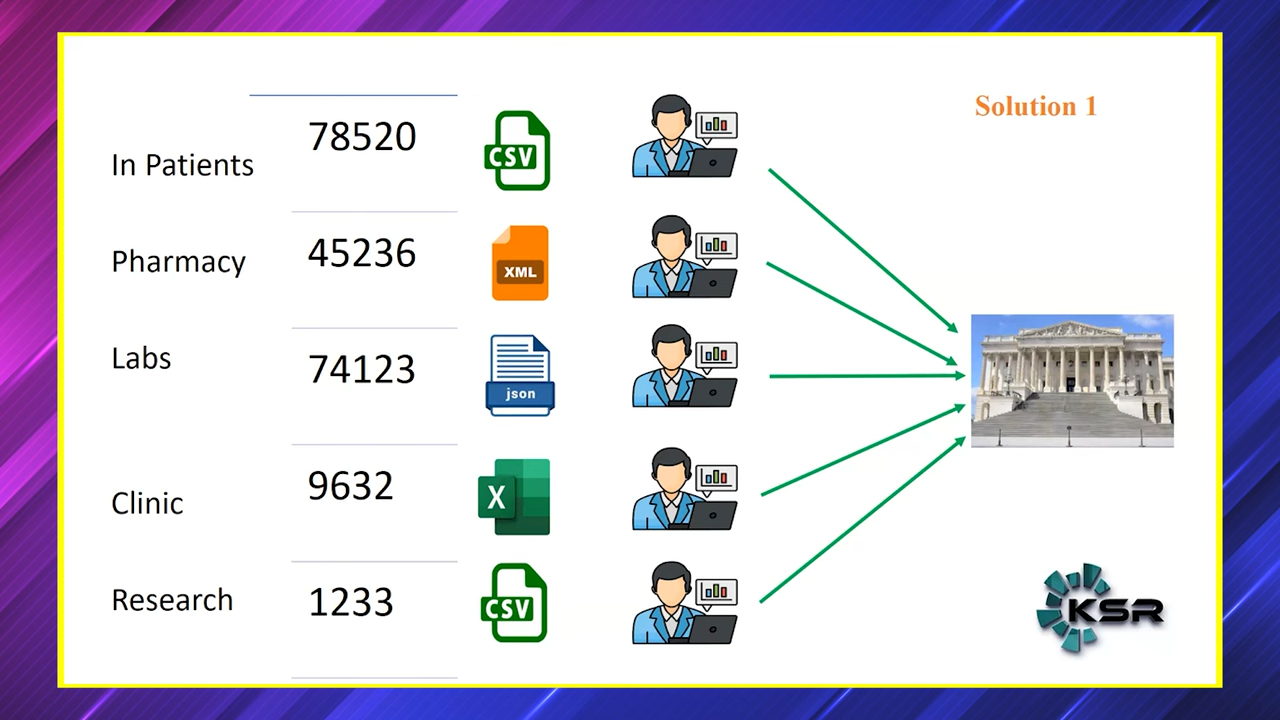 Solution 1
In Patients
78520
CSV
Pharmacy
45236
XML
Labs
74123
json
Clinic
9632
X
Research
1233
CSV
KSR